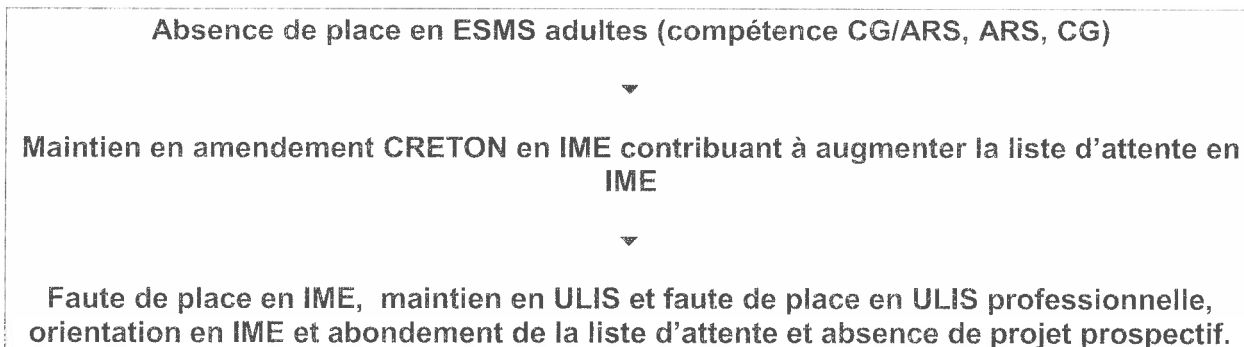 Absence de place en ESMS adultes (compétence CG/ARS, ARS, CG)
Maintien en amendement CRETON en IME contribuant à augmenter la liste d'attente en
IME
Faute de place en IME, maintien en ULIS et faute de place en ULIS professionnelle,
orientation en IME et abondement de la liste d'attente et absence de projet prospectif.